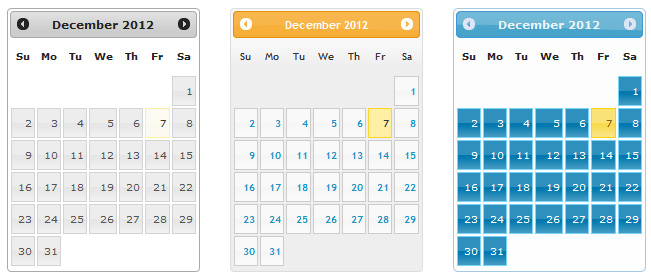 December 2012
Su Mo Tu We Th Fr Sa
1
2 3 4 5 6 7 8
9 10 11 12 13 14 15
16 17 18 19 20 21 22
23 24 25 26 27 28 29
30 31
December 2012
Su Mo Tu We Th Fr Sa
1
2 3 4 5 6 7 8
9 10 11 12 13 14 15
16 17 18 19 20 21 22
23 24 25 26 27 28 29
30 31
December 2012
Su Mo Tu We Th Fr Sa
1
2 3 4 5 6 7 8
9 10 11 12 13 14 15
16 17 18 19 20 21 22
23 24 25 26 27 28 29
30 31